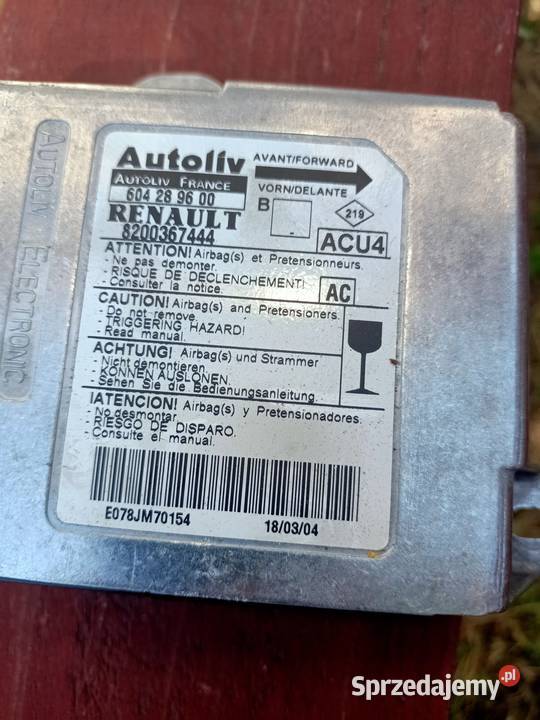 AUTOLIV ELECTRONIC
Autoliv
AUTOLIV FRANCE
604 28 96 00
RENAULT
8200367444
AVANT/FORWARD
VORN/DELANTE
B
219
ACU4
ATTENTION! Airbag(s) et Pretensionneurs.
- Ne pas demonter.
- RISQUE DE DECLENCHEMENT!
- Consulter la notice.
AC
CAUTION! Airbag(s) and Pretensioners.
- Do not remove.
- TRIGGERING HAZARD!
- Read manual.
ACHTUNG! Airbag(s) und Strammer
- Nicht demontieren.
- KONNEN AUSLONEN.
- Sehen Sie die Bedienungsanleitung.
IATENCION! Airbag(s) y Pretensionadores.
- No desmontar.
- RIESGO DE DISPARO.
- Consulte el manual.
E078JM70154
18/03/04
Sprzedajemy.pl